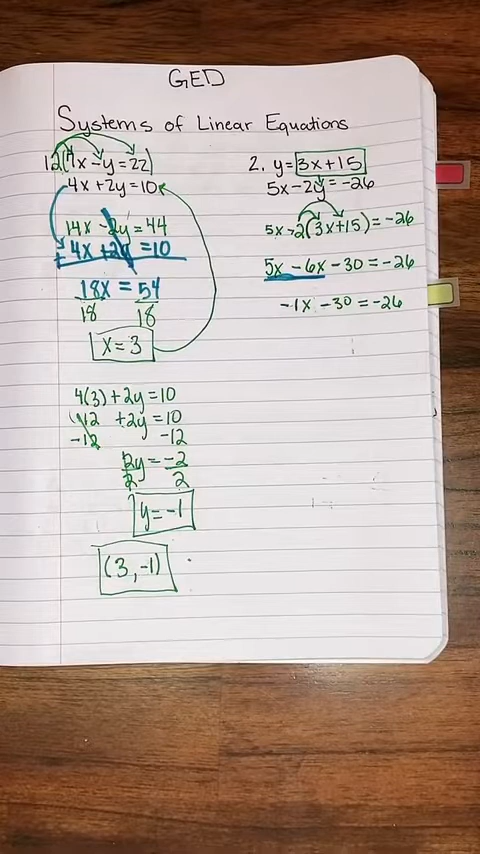 GED
Systems of Linear Equations
1. 2(7x - y = 22)
4x + 2y = 10
14x - 2y = 44
+ 4x + 2y = 10
18x = 54
18 18
x = 3
4(3) + 2y = 10
12 + 2y = 10
-12 -12
2y = -2
2 2
y = -1
(3, -1)
2. y = 3x + 15
5x - 2y = -26
5x - 2(3x + 15) = -26
5x - 6x - 30 = -26
-1x - 30 = -26